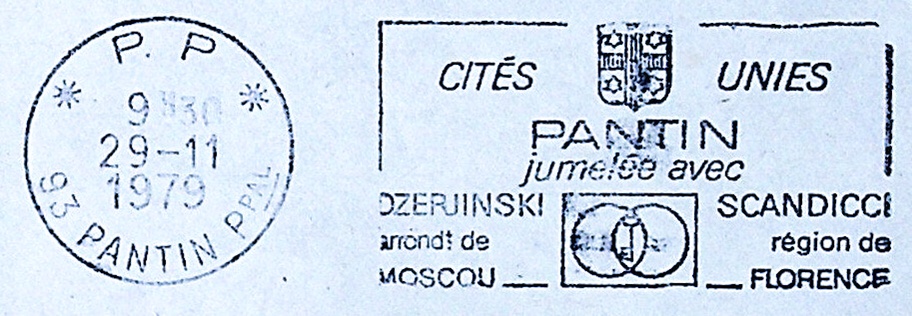 P. P
9 H30
29-11
1979
93 PANTIN PPAL
CITÉS UNIES
PANTIN
jumelée avec
DZERJINSKI SCANDICCI
arrondt de région de
MOSCOU FLORENCE